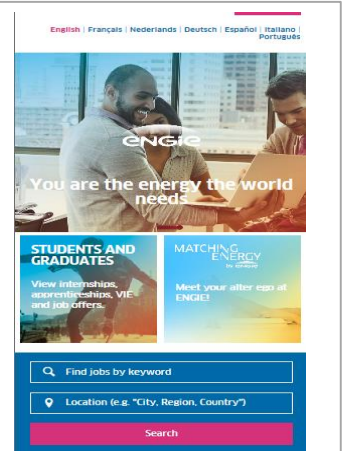 English | Français | Nederlands | Deutsch | Español | Italiano |
Português
ENGIE
You are the energy the world
needs
STUDENTS AND
GRADUATES
View internships,
apprenticeships, VIE
and job offers.
MATCHING
ENERGY
by ENGIE
Meet your alter ego at
ENGIE!
Find jobs by keyword
Location (e.g. "City, Region, Country")
Search